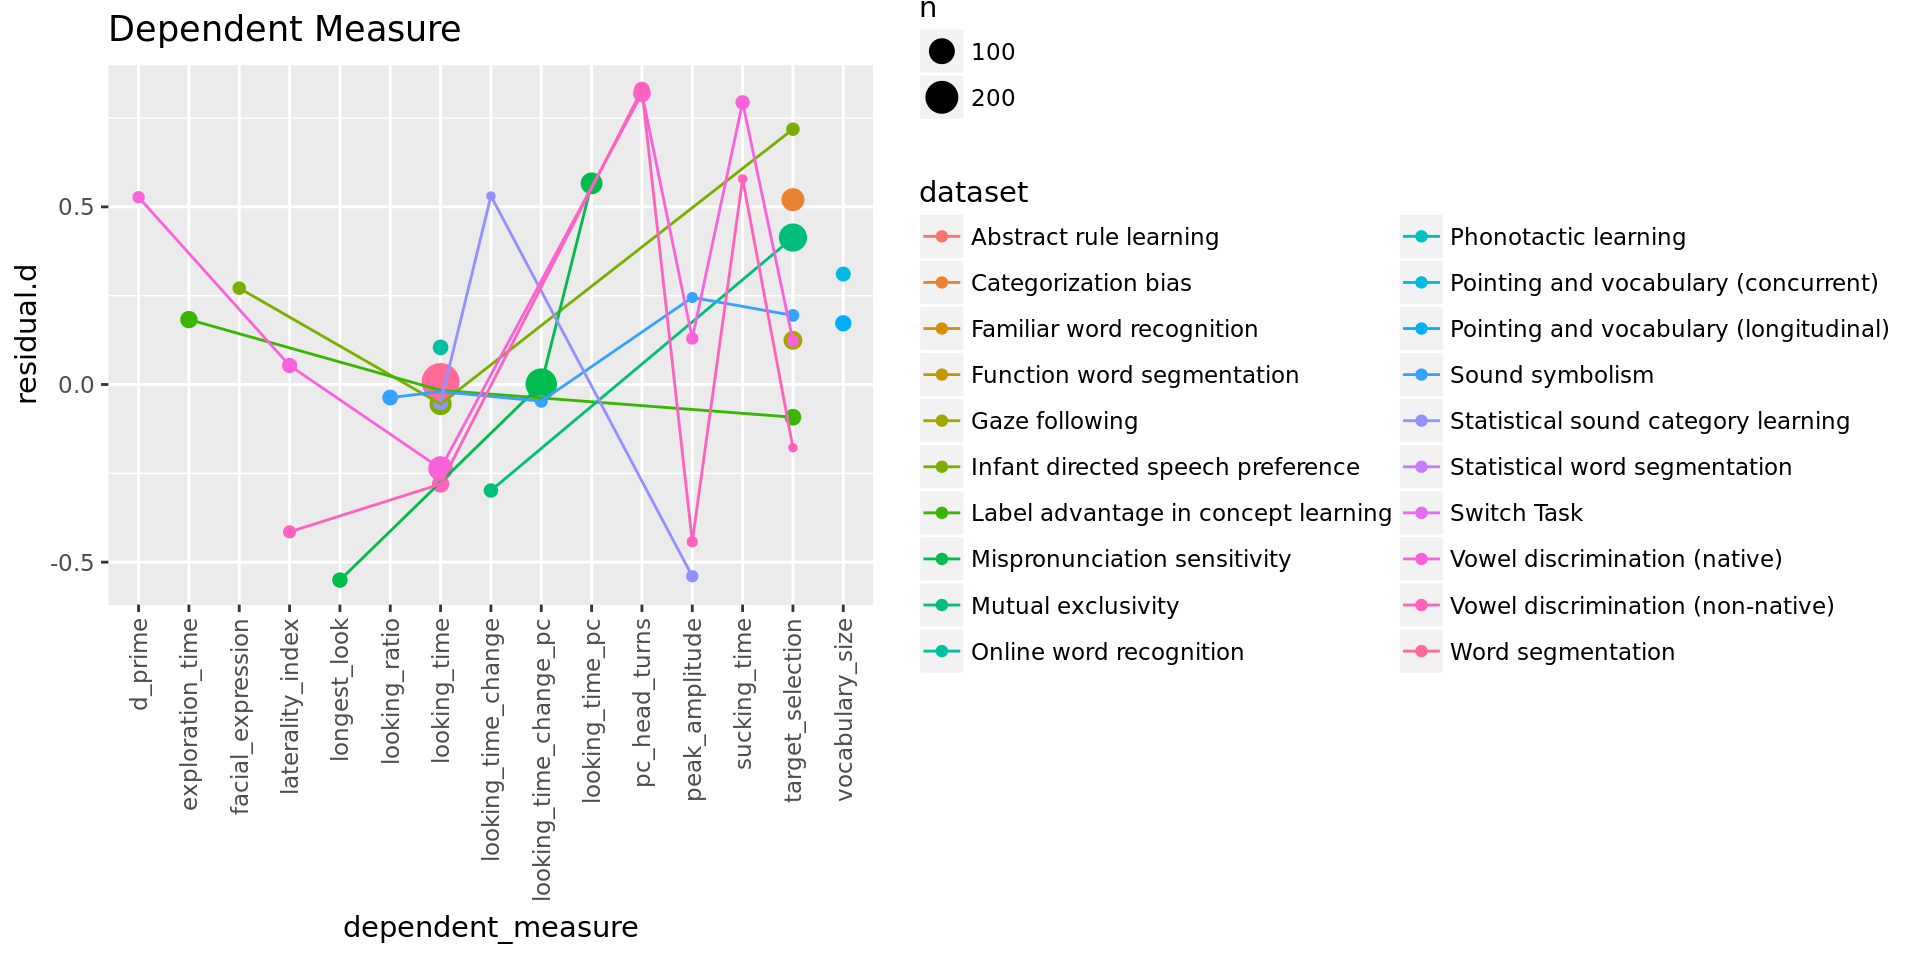 Dependent Measure
residual.d
0.5
0.0
-0.5
d_prime
exploration_time
facial_expression
laterality_index
longest_look
looking_ratio
looking_time
looking_time_change
looking_time_change_pc
looking_time_pc
pc_head_turns
peak_amplitude
sucking_time
target_selection
vocabulary_size
dependent_measure
n
100
200
dataset
Abstract rule learning
Categorization bias
Familiar word recognition
Function word segmentation
Gaze following
Infant directed speech preference
Label advantage in concept learning
Mispronunciation sensitivity
Mutual exclusivity
Online word recognition
Phonotactic learning
Pointing and vocabulary (concurrent)
Pointing and vocabulary (longitudinal)
Sound symbolism
Statistical sound category learning
Statistical word segmentation
Switch Task
Vowel discrimination (native)
Vowel discrimination (non-native)
Word segmentation